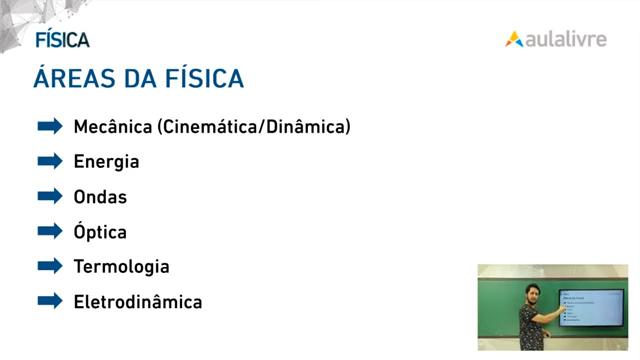 FÍSICA
aulalivre
ÁREAS DA FÍSICA
Mecânica (Cinemática/Dinâmica)
Energia
Ondas
Óptica
Termologia
Eletrodinâmica